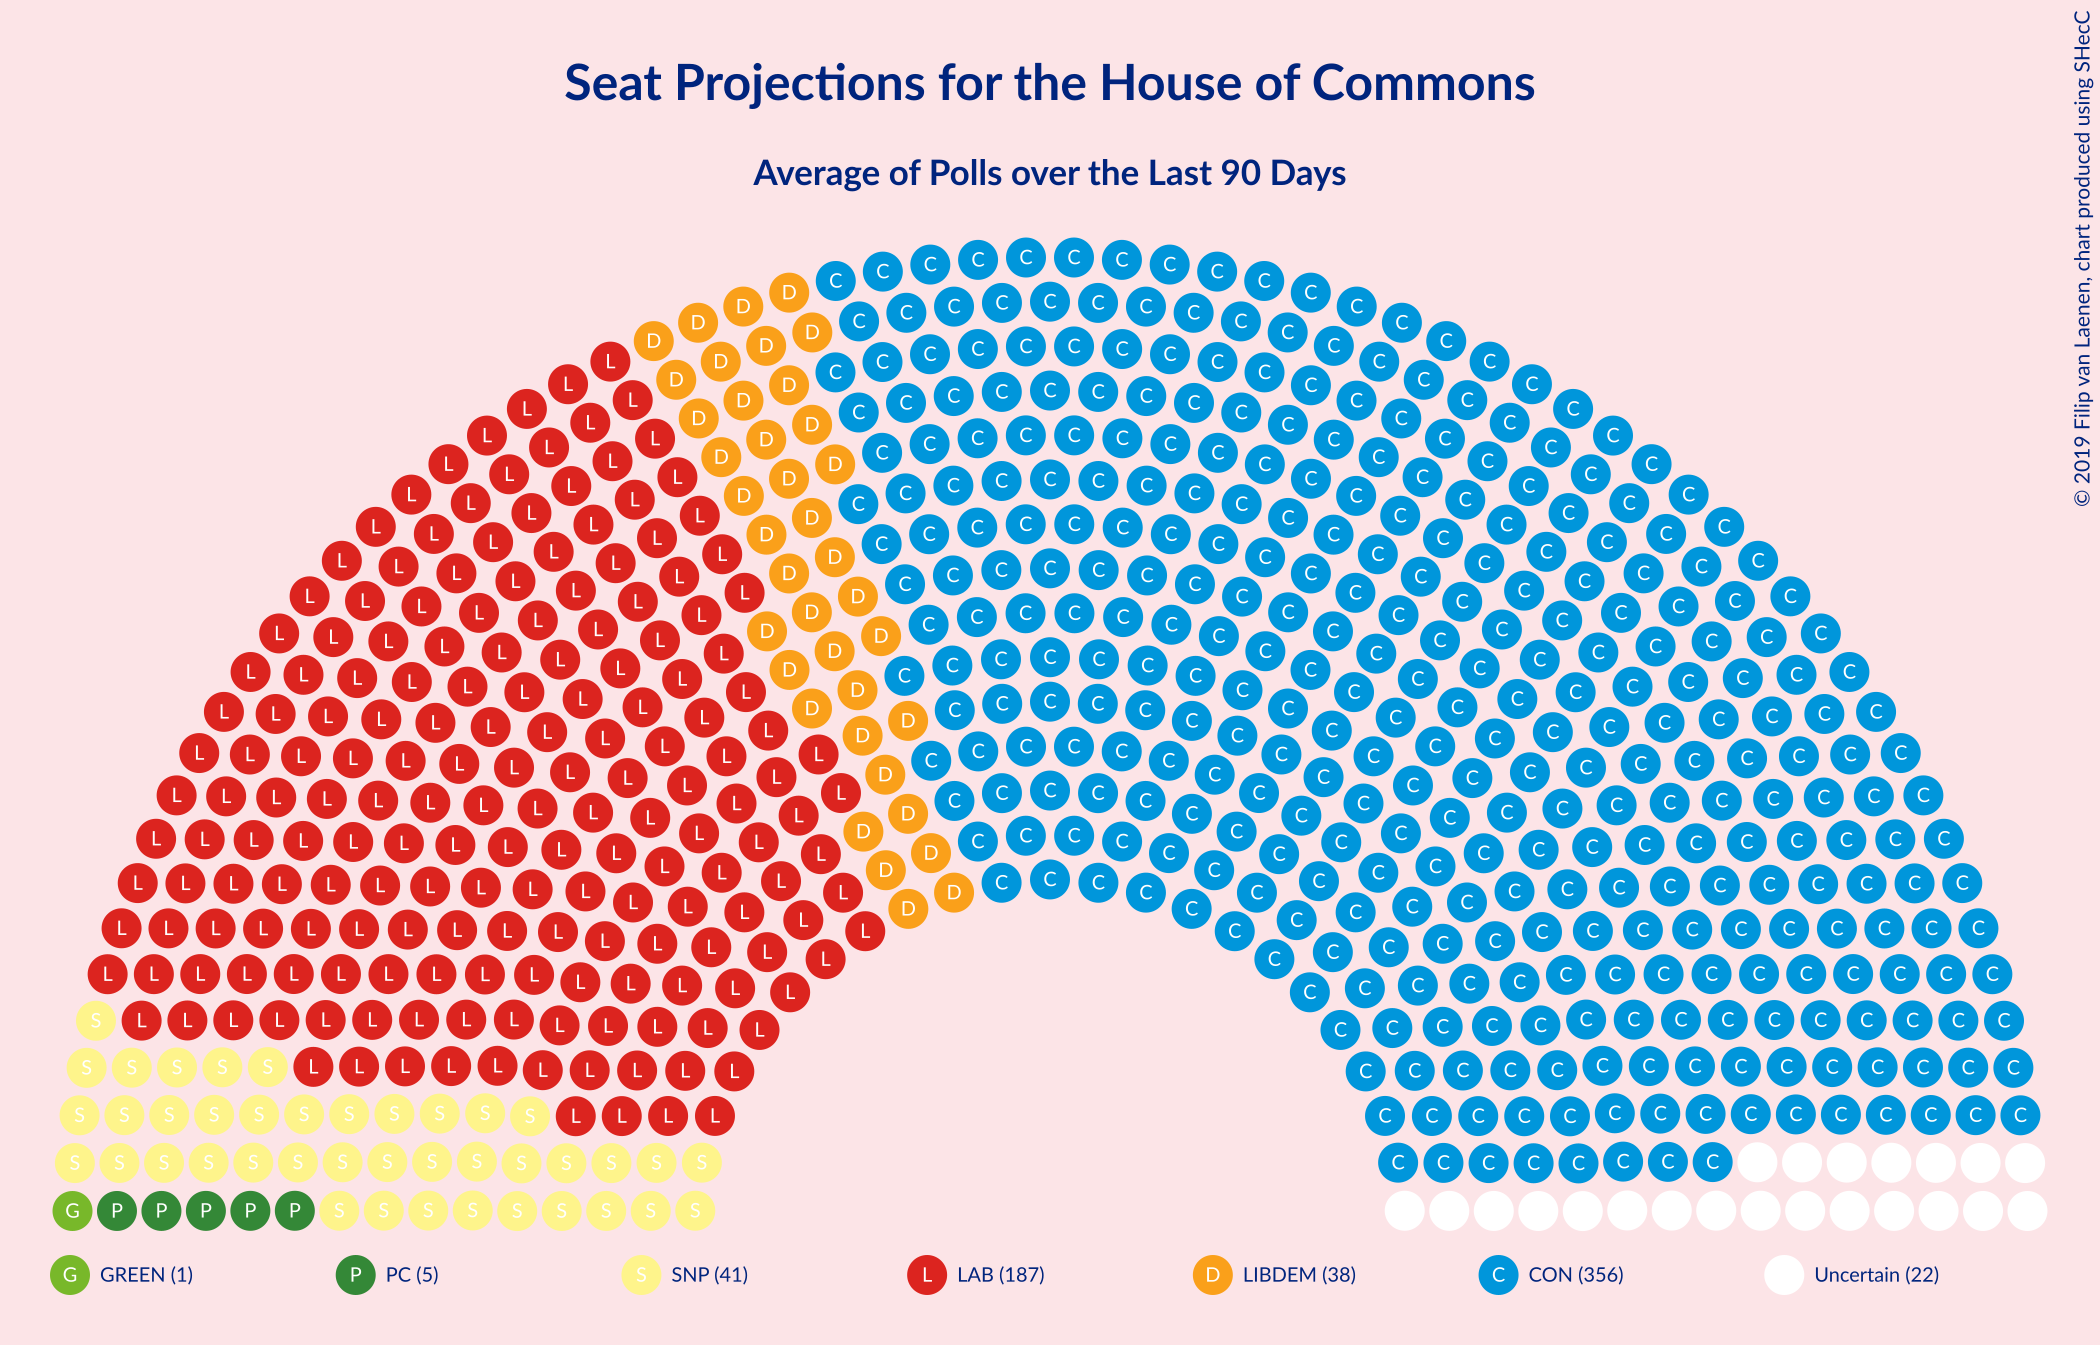 Seat Projections for the House of Commons
Average of Polls over the Last 90 Days
© 2019 Filip van Laenen, chart produced using SHecC
G GREEN (1)
P PC (5)
S SNP (41)
L LAB (187)
D LIBDEM (38)
C CON (356)
Uncertain (22)